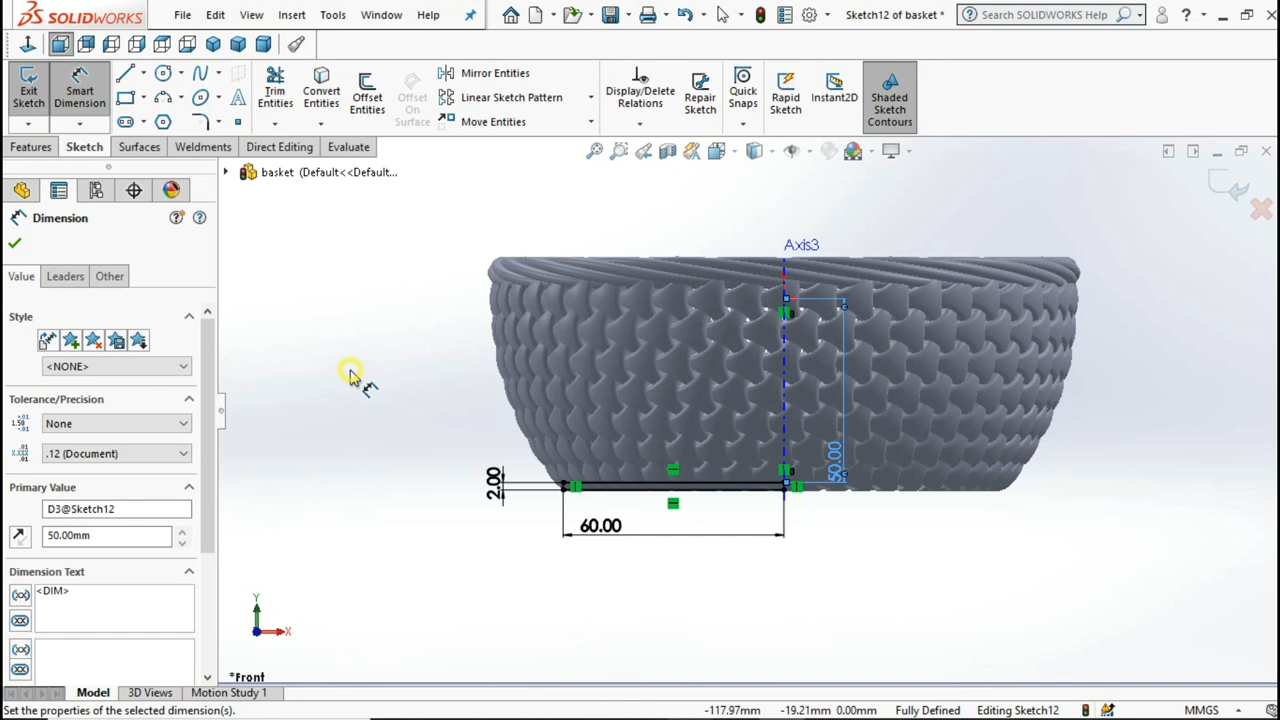 SOLIDWORKS
File Edit View Insert Tools Window Help
Sketch12 of basket *
Search SOLIDWORKS Help
?
Exit Sketch
Smart Dimension
Trim Entities
Convert Entities
Offset Entities
Offset On Surface
Mirror Entities
Linear Sketch Pattern
Move Entities
Display/Delete Relations
Repair Sketch
Quick Snaps
Rapid Sketch
Instant2D
Shaded Sketch Contours
Features Sketch Surfaces Weldments Direct Editing Evaluate
basket (Default<<Default...
Dimension
Value Leaders Other
Style
<NONE>
Tolerance/Precision
None
.12 (Document)
Primary Value
D3@Sketch12
50.00mm
Dimension Text
<DIM>
Axis3
50.00
2.00
60.00
Y
X
*Front
Model 3D Views Motion Study 1
Set the properties of the selected dimension(s).
-117.97mm -19.21mm 0.00mm Fully Defined Editing Sketch12 MMGS